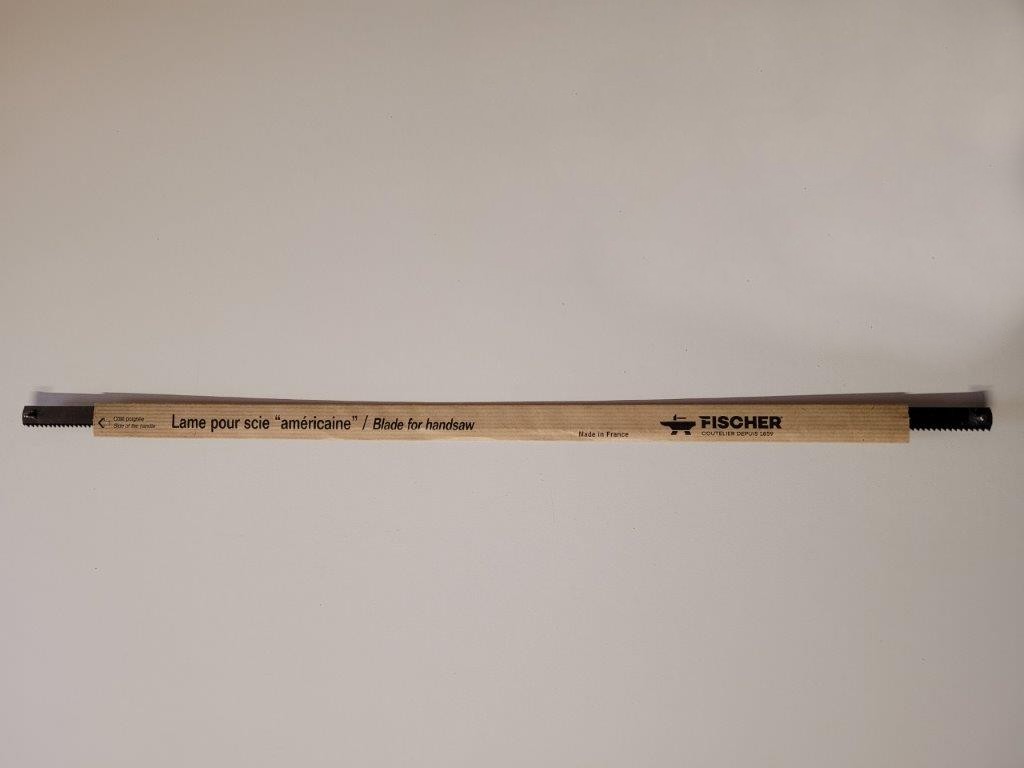 Côté poignée
Side of the handle
Lame pour scie “américaine” / Blade for handsaw
Made in France
FISCHER
COUTELIER DEPUIS 1859